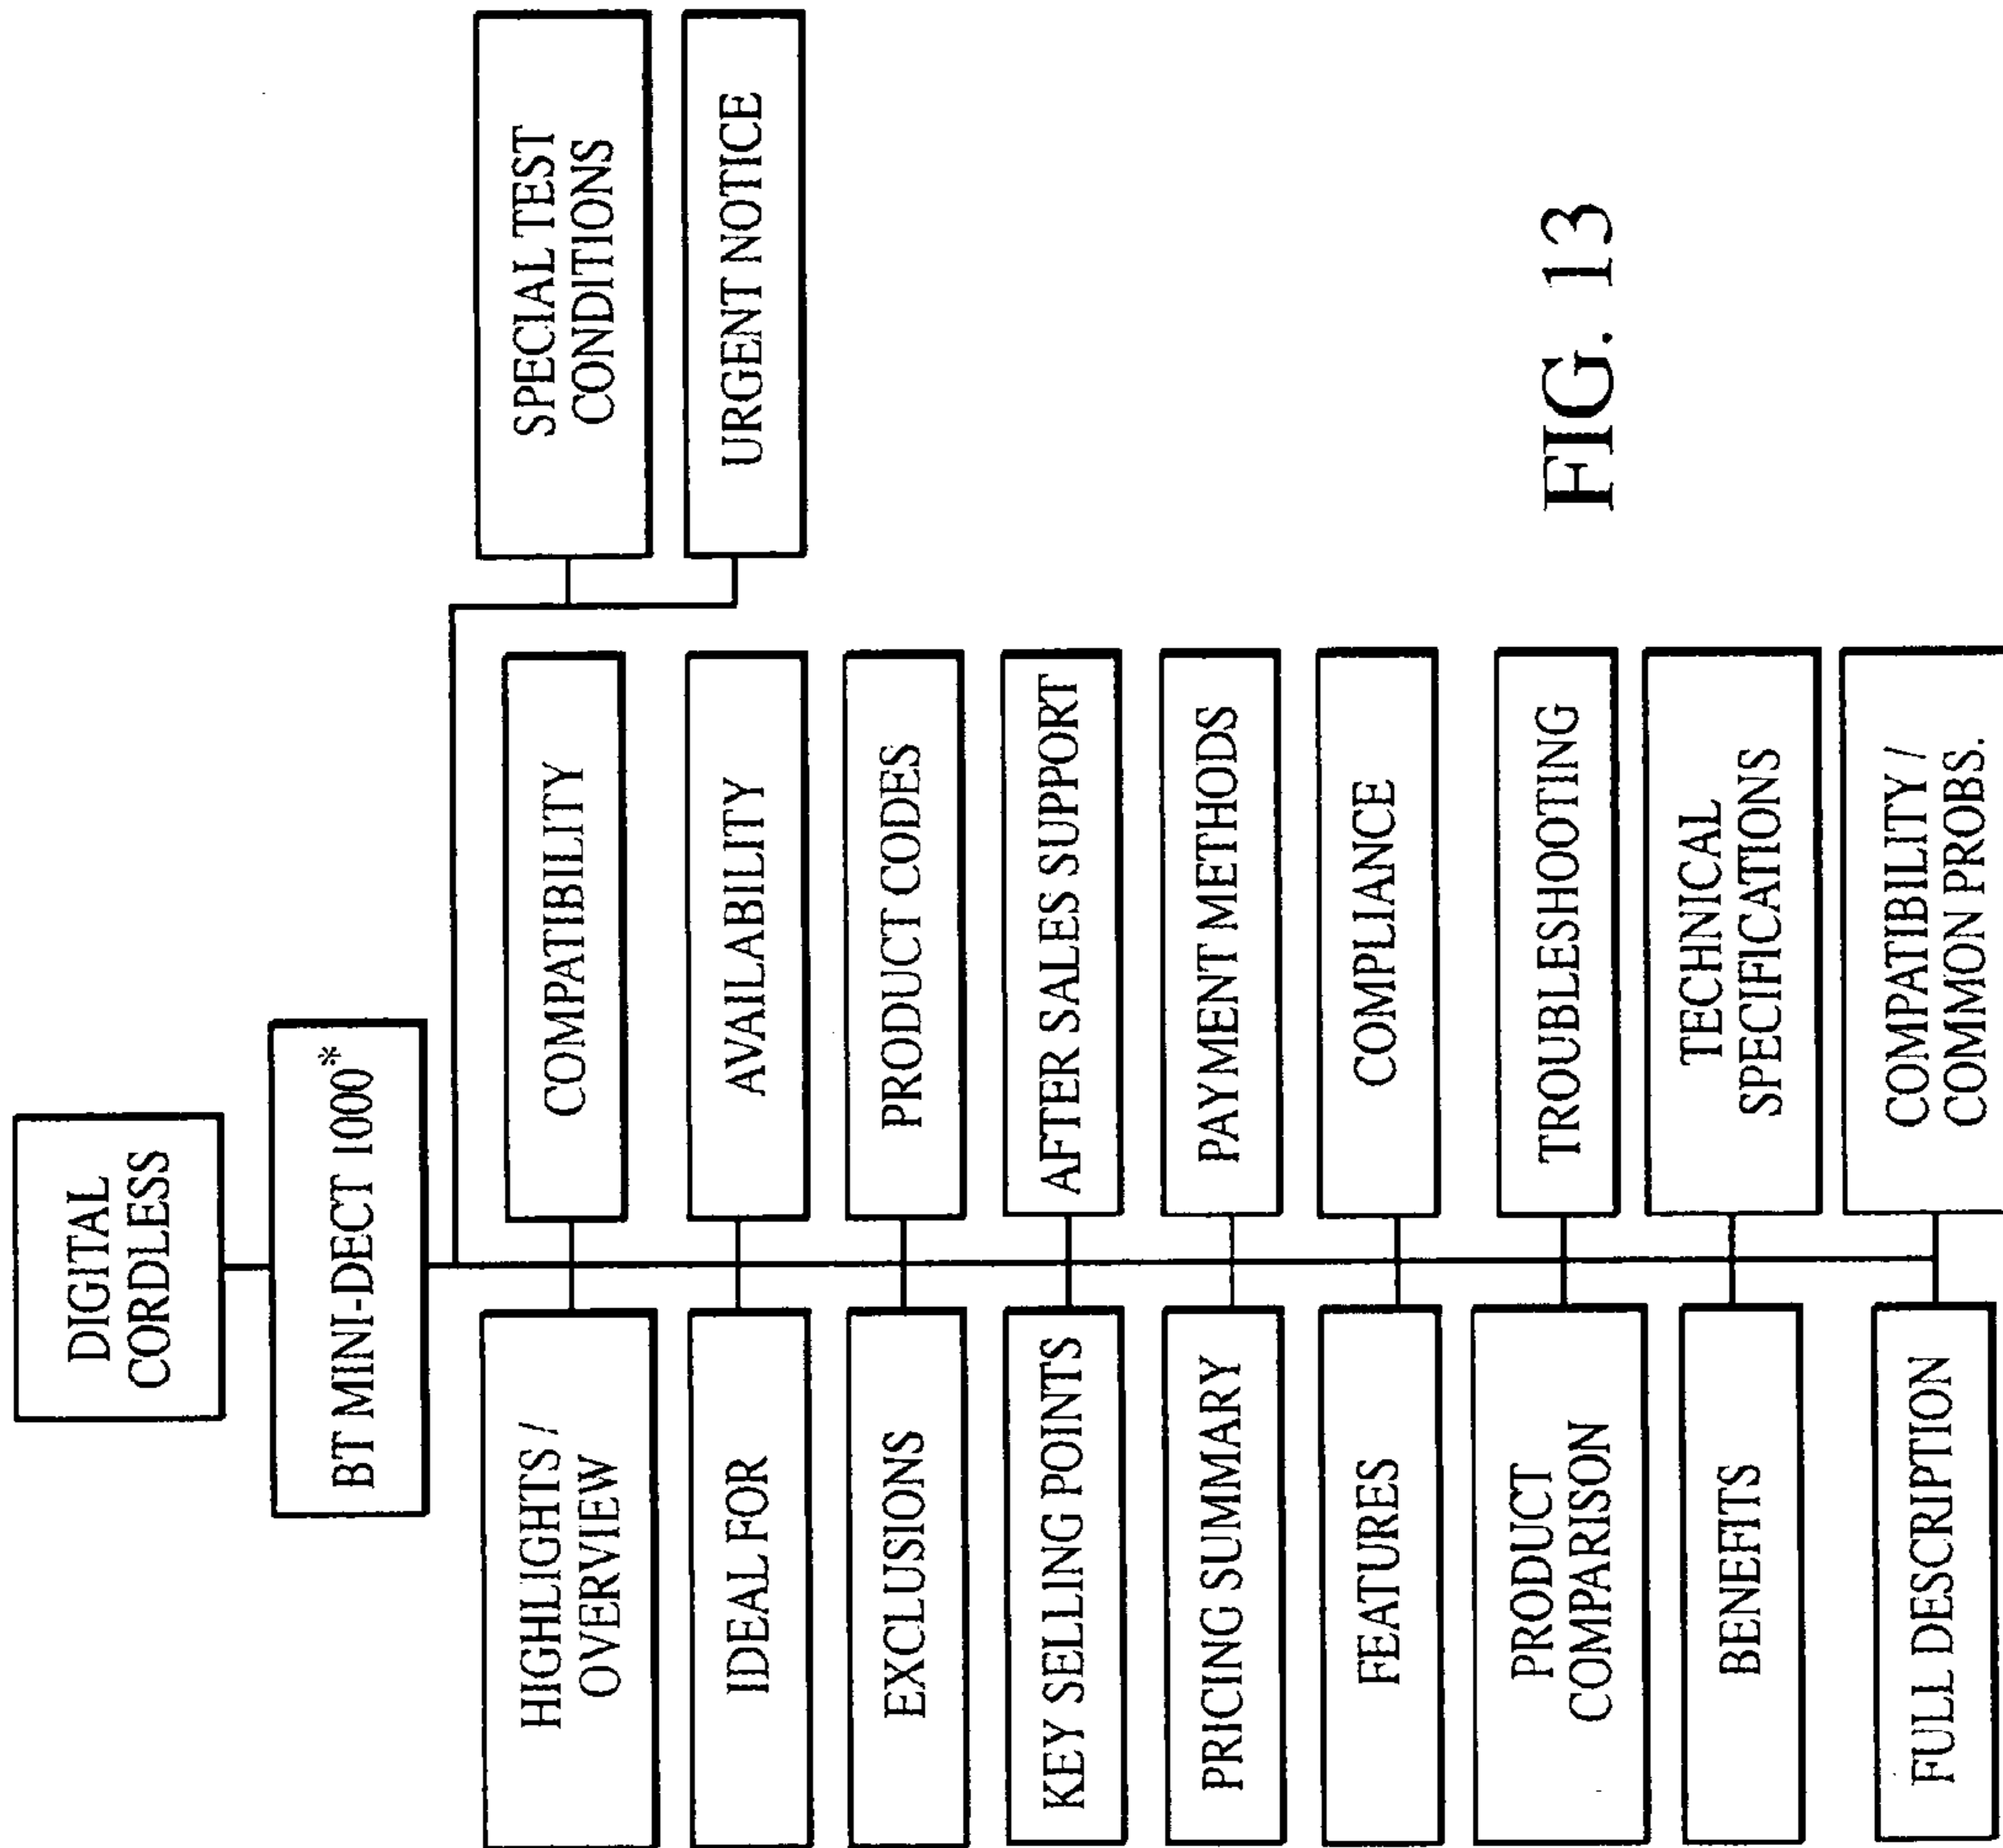 DIGITAL
CORDLESS
BT MINI-DECT 1000*
HIGHLIGHTS /
OVERVIEW
IDEAL FOR
EXCLUSIONS
KEY SELLING POINTS
PRICING SUMMARY
FEATURES
PRODUCT
COMPARISON
BENEFITS
FULL DESCRIPTION
COMPATIBILITY
AVAILABILITY
PRODUCT CODES
AFTER SALES SUPPORT
PAYMENT METHODS
COMPLIANCE
TROUBLESHOOTING
TECHNICAL
SPECIFICATIONS
COMPATIBILITY /
COMMON PROBS.
SPECIAL TEST
CONDITIONS
URGENT NOTICE
FIG. 13